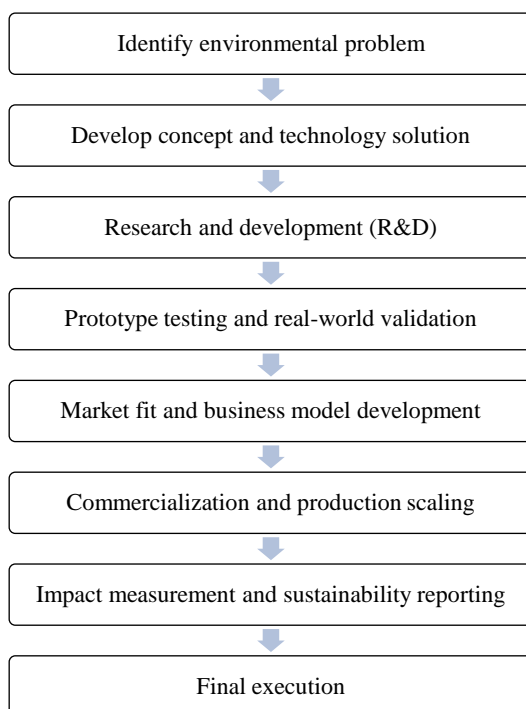 Identify environmental problem
Develop concept and technology solution
Research and development (R&D)
Prototype testing and real-world validation
Market fit and business model development
Commercialization and production scaling
Impact measurement and sustainability reporting
Final execution